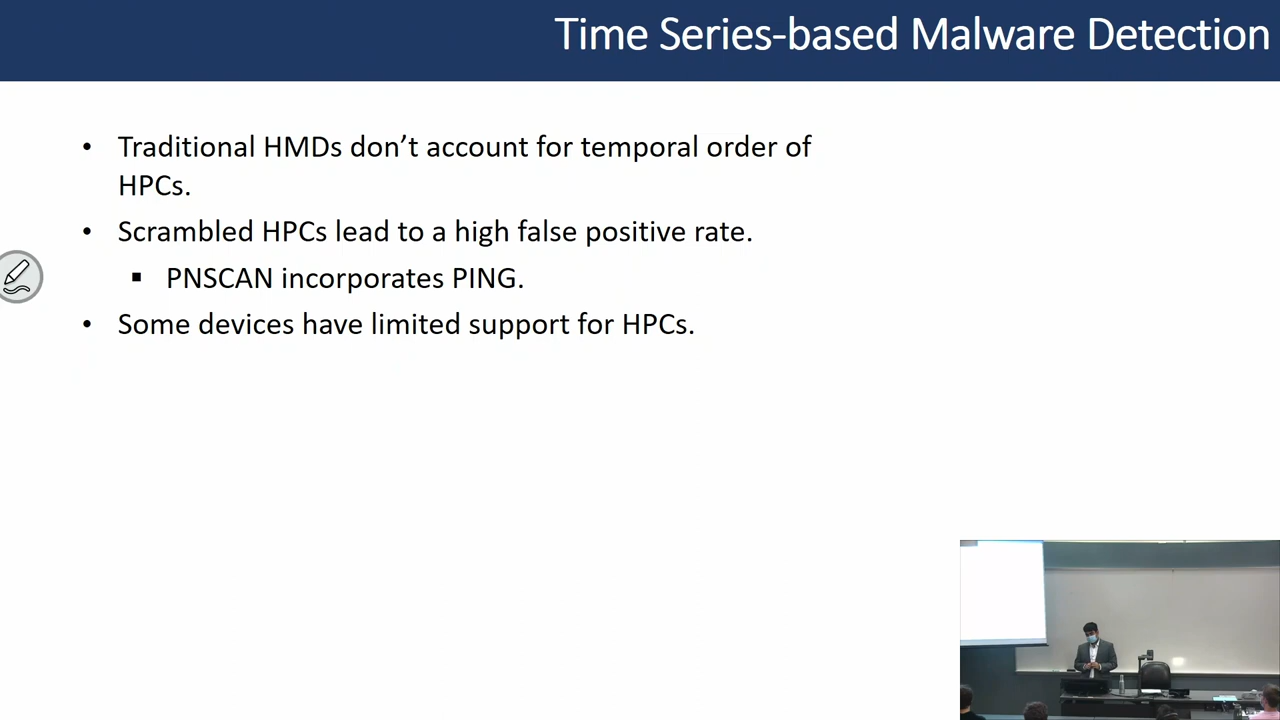 Time Series-based Malware Detection
• Traditional HMDs don’t account for temporal order of
HPCs.
• Scrambled HPCs lead to a high false positive rate.
▪ PNSCAN incorporates PING.
• Some devices have limited support for HPCs.